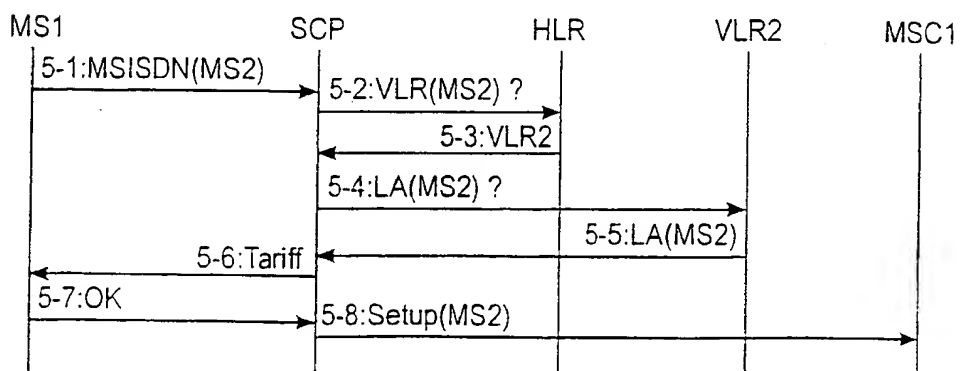 MS1 SCP HLR VLR2 MSC1
5-1:MSISDN(MS2)
5-2:VLR(MS2) ?
5-3:VLR2
5-4:LA(MS2) ?
5-5:LA(MS2)
5-6:Tariff
5-7:OK
5-8:Setup(MS2)